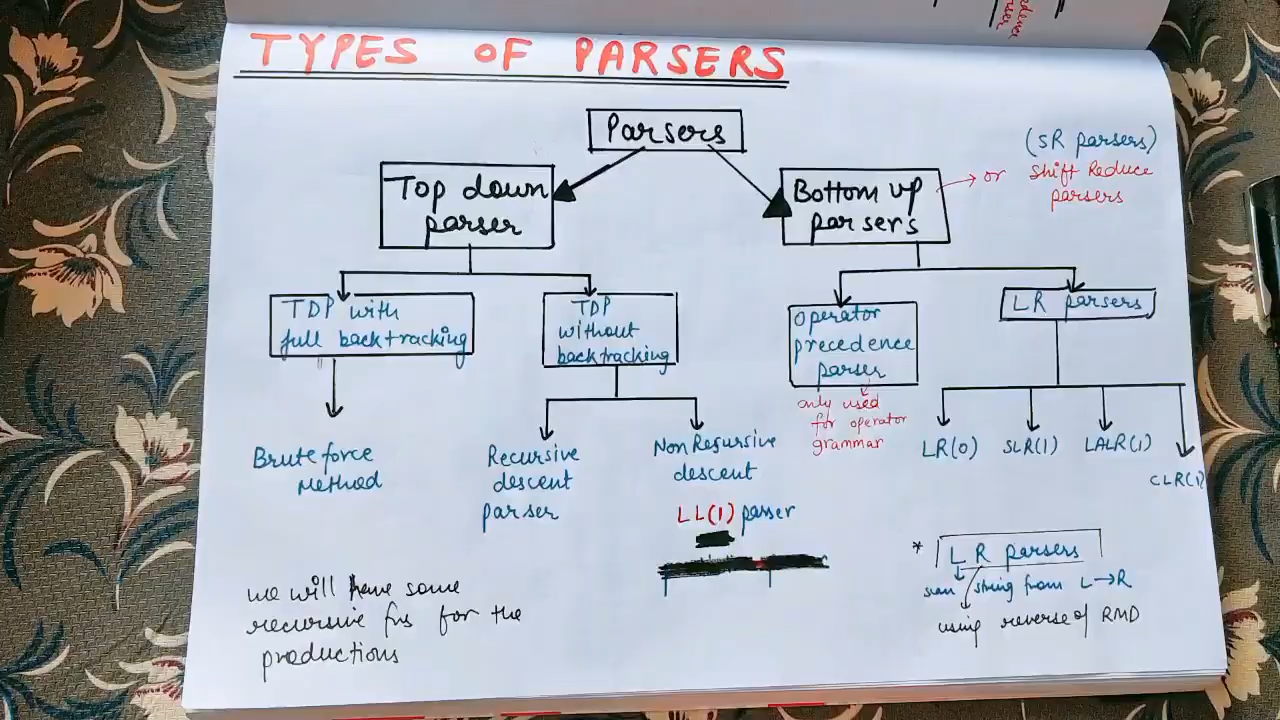 TYPES OF PARSERS
Parsers
(SR parsers)
Top down
parser
Bottom up
parsers
or Shift Reduce
parsers
TDP with
full backtracking
TDP
without
backtracking
Operator
precedence
parser
LR parsers
only used
for operator
grammar
Brute force
Method
Recursive
descent
parser
Non Recursive
descent
LL(1) parser
LR(0)
SLR(1)
LALR(1)
CLR(1)
* LR parsers
scan string from L→R
using reverse of RMD
we will have some
recursive fns for the
productions